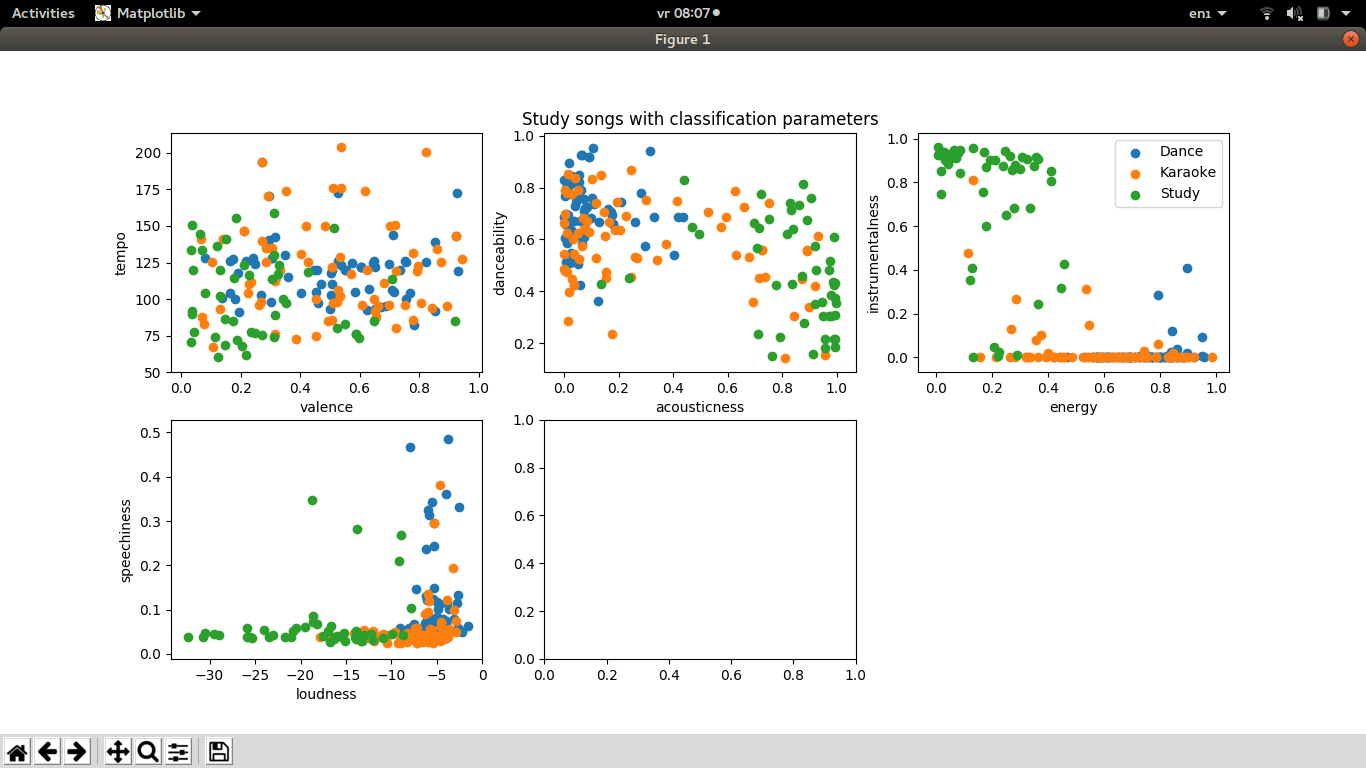 Activities Matplotlib vr 08:07 en1
Figure 1
Study songs with classification parameters
200
175
150
125
100
75
50
tempo
0.0 0.2 0.4 0.6 0.8 1.0
valence
1.0
0.8
0.6
0.4
0.2
danceability
0.0 0.2 0.4 0.6 0.8 1.0
acousticness
1.0
0.8
0.6
0.4
0.2
0.0
instrumentalness
Dance
Karaoke
Study
0.0 0.2 0.4 0.6 0.8 1.0
energy
0.5
0.4
0.3
0.2
0.1
0.0
speechiness
−30 −25 −20 −15 −10 −5 0
loudness
1.0
0.8
0.6
0.4
0.2
0.0
0.0 0.2 0.4 0.6 0.8 1.0